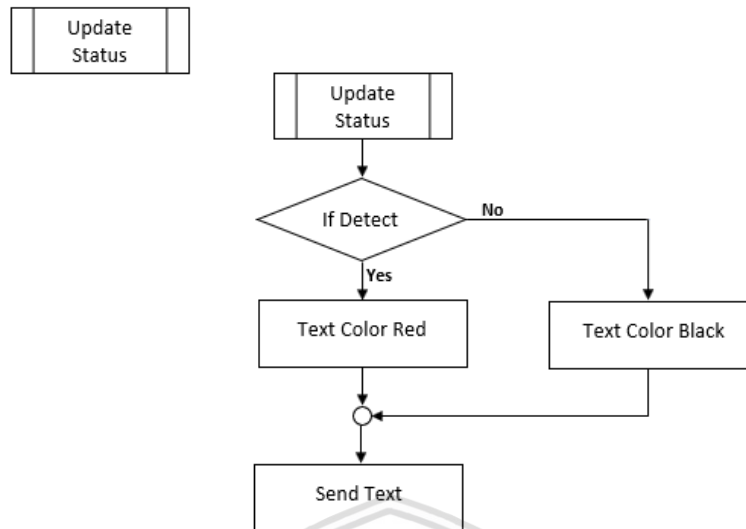 Update
Status
Update
Status
If Detect
No
Yes
Text Color Red
Text Color Black
Send Text